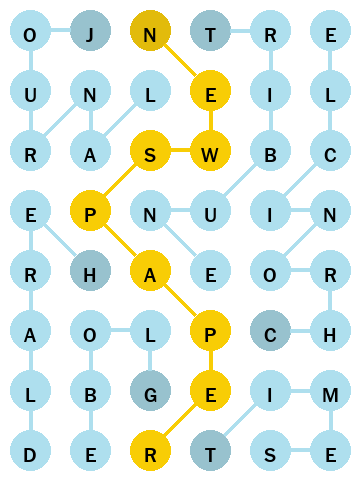 O J N T R E
U N L E I L
R A S W B C
E P N U I N
R H A E O R
A O L P C H
L B G E I M
D E R T S E